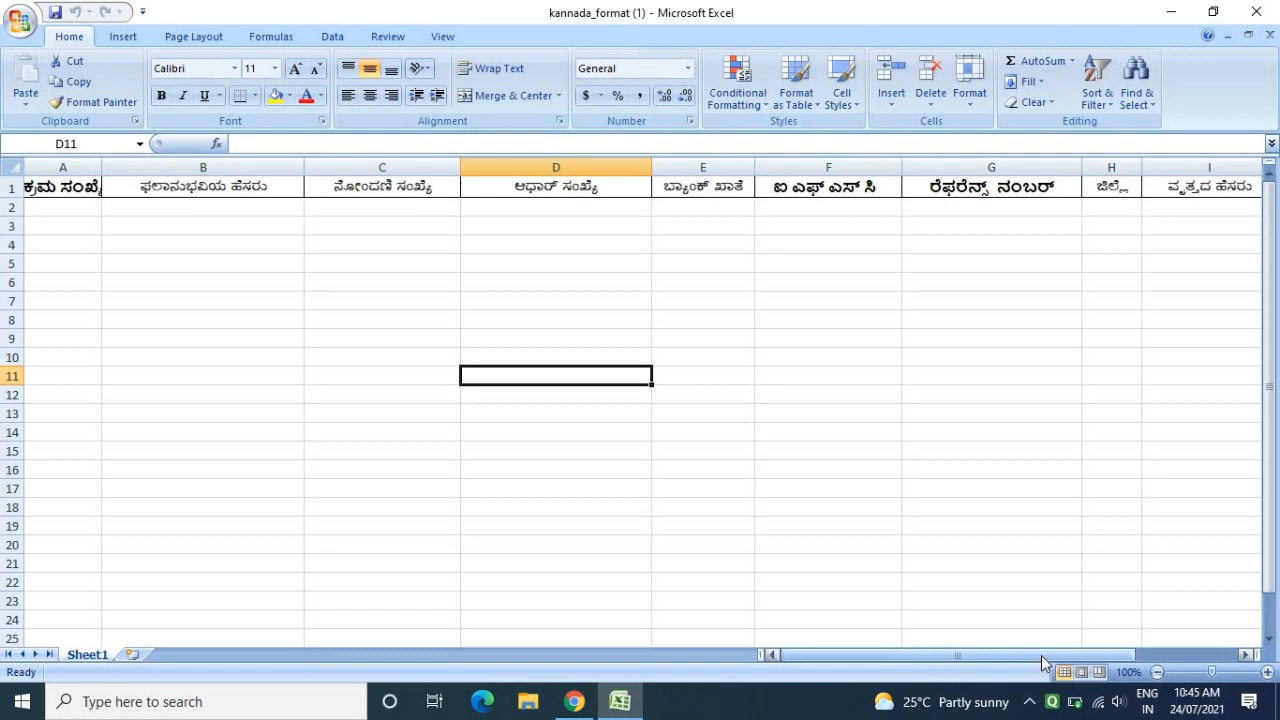 kannada_format (1) - Microsoft Excel
Home Insert Page Layout Formulas Data Review View
Cut
Copy
Format Painter
Paste
Clipboard
Calibri 11
B I U A
Font
Wrap Text
Merge & Center
Alignment
General
$ % ,
Number
Conditional Formatting
Format as Table
Cell Styles
Styles
Insert Delete Format
Cells
AutoSum
Fill
Clear
Sort & Filter
Find & Select
Editing
D11 fx
A B C D E F G H I
1 ಕ್ರಮ ಸಂಖ್ಯೆ ಫಲಾನುಭವಿಯ ಹೆಸರು ನೋಂದಣಿ ಸಂಖ್ಯೆ ಆಧಾರ್ ಸಂಖ್ಯೆ ಬ್ಯಾಂಕ್ ಖಾತೆ ಐ ಎಫ್ ಎಸ್ ಸಿ ರೆಫರೆನ್ಸ್ ನಂಬರ್ ಜಿಲ್ಲೆ ವೃತ್ತದ ಹೆಸರು
2
3
4
5
6
7
8
9
10
11
12
13
14
15
16
17
18
19
20
21
22
23
24
25
Sheet1
Ready 100%
Type here to search
25°C Partly sunny
ENG
IN
10:45 AM
24/07/2021